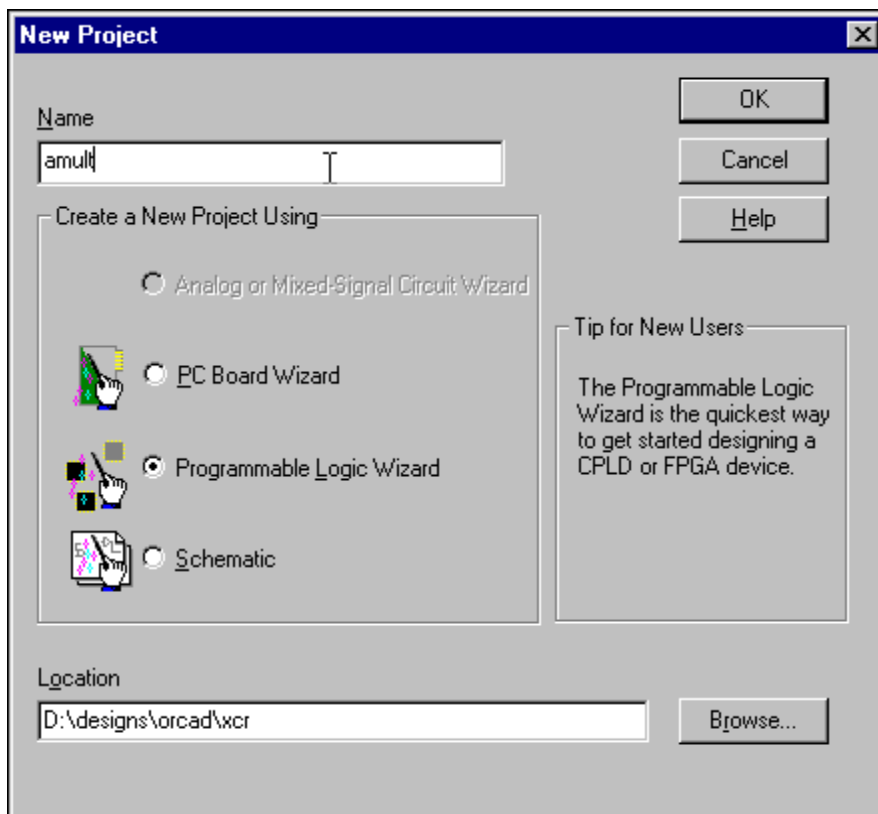 New Project
Name
amult
OK
Cancel
Help
Create a New Project Using
Analog or Mixed-Signal Circuit Wizard
PC Board Wizard
Programmable Logic Wizard
Schematic
Tip for New Users
The Programmable Logic
Wizard is the quickest way
to get started designing a
CPLD or FPGA device.
Location
D:\designs\orcad\xcr
Browse...